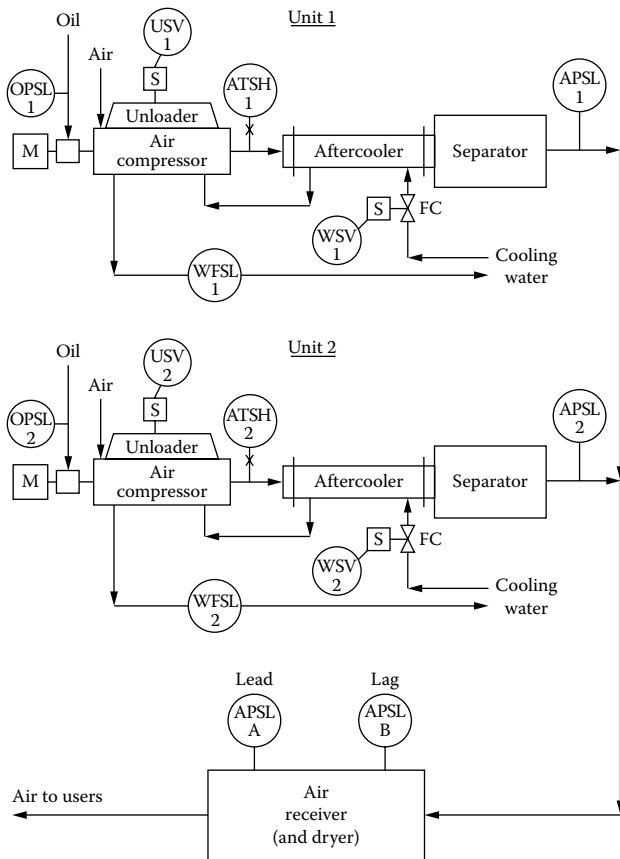 Unit 1
Oil
USV
1
Air
S
ATSH
1
OPSL
1
APSL
1
Unloader
M
Air
compressor
Aftercooler
Separator
S
FC
WSV
1
WFSL
1
Cooling
water
Unit 2
Oil
USV
2
Air
S
ATSH
2
OPSL
2
APSL
2
Unloader
M
Air
compressor
Aftercooler
Separator
S
FC
WSV
2
WFSL
2
Cooling
water
Lead
Lag
APSL
A
APSL
B
Air to users
Air
receiver
(and dryer)